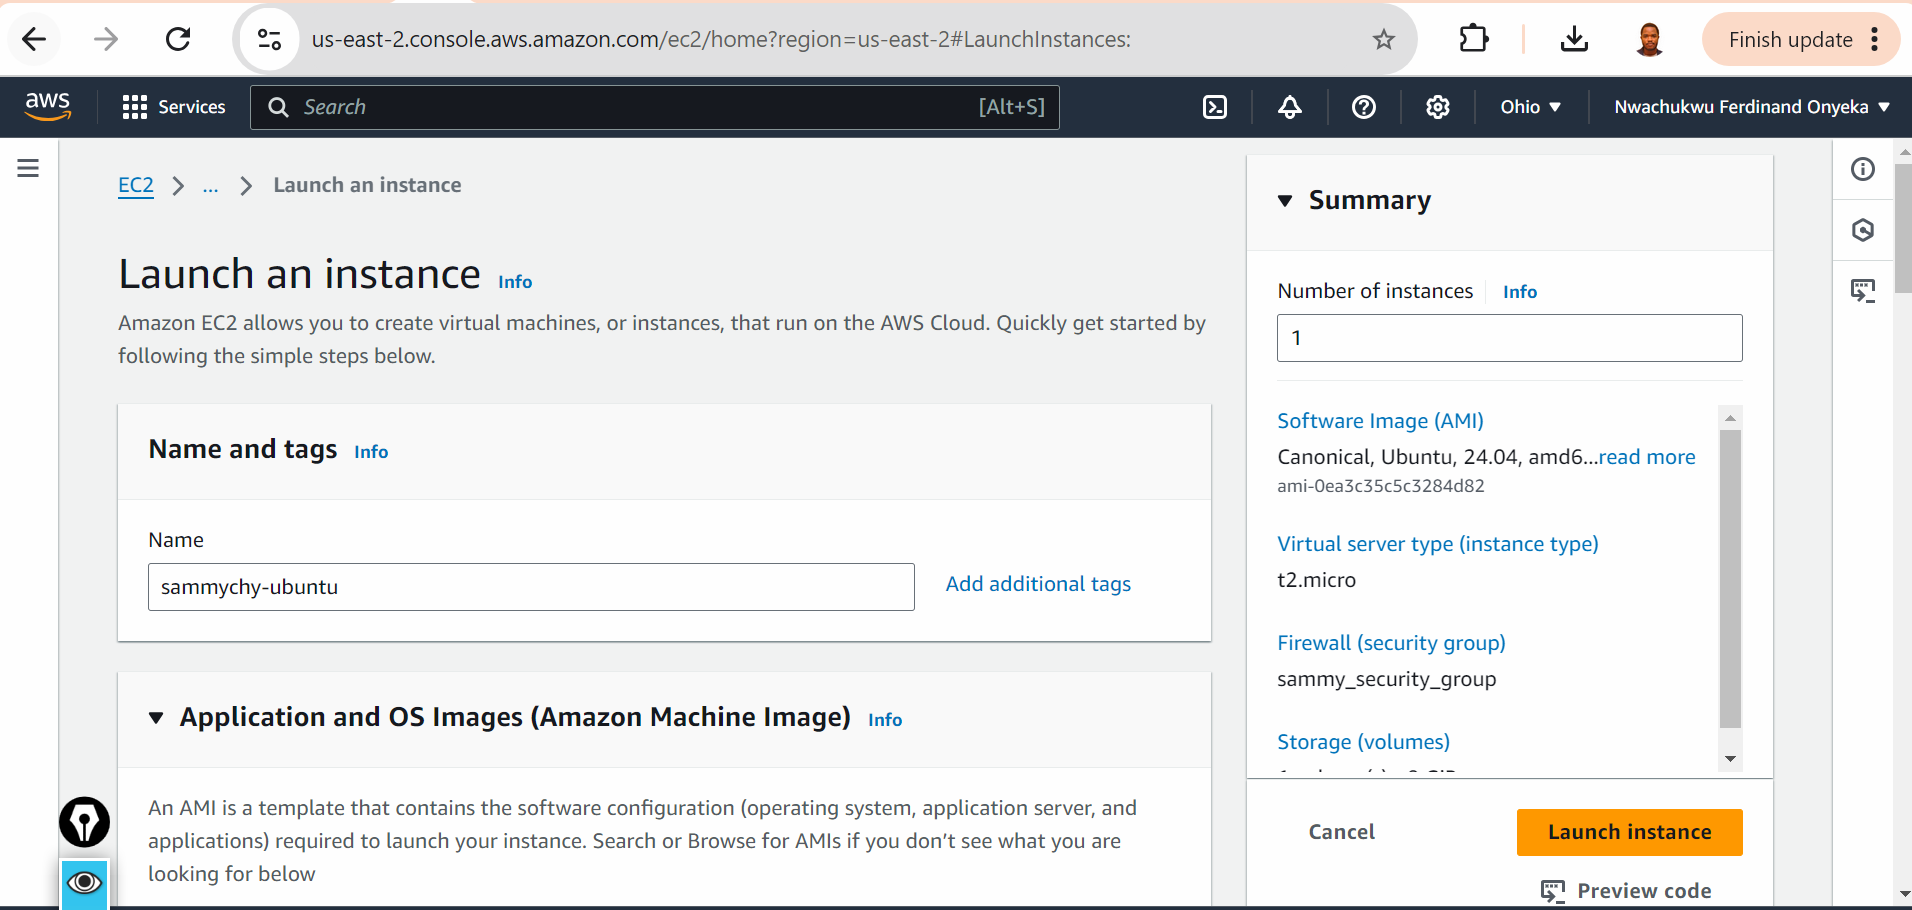 us-east-2.console.aws.amazon.com/ec2/home?region=us-east-2#LaunchInstances:
Finish update
aws
Services
Search
[Alt+S]
Ohio
Nwachukwu Ferdinand Onyeka
EC2
...
Launch an instance
Launch an instance Info
Amazon EC2 allows you to create virtual machines, or instances, that run on the AWS Cloud. Quickly get started by
following the simple steps below.
Name and tags Info
Name
sammychy-ubuntu
Add additional tags
Application and OS Images (Amazon Machine Image) Info
An AMI is a template that contains the software configuration (operating system, application server, and
applications) required to launch your instance. Search or Browse for AMIs if you don’t see what you are
looking for below
Summary
Number of instances Info
1
Software Image (AMI)
Canonical, Ubuntu, 24.04, amd6...read more
ami-0ea3c35c5c3284d82
Virtual server type (instance type)
t2.micro
Firewall (security group)
sammy_security_group
Storage (volumes)
Cancel
Launch instance
Preview code